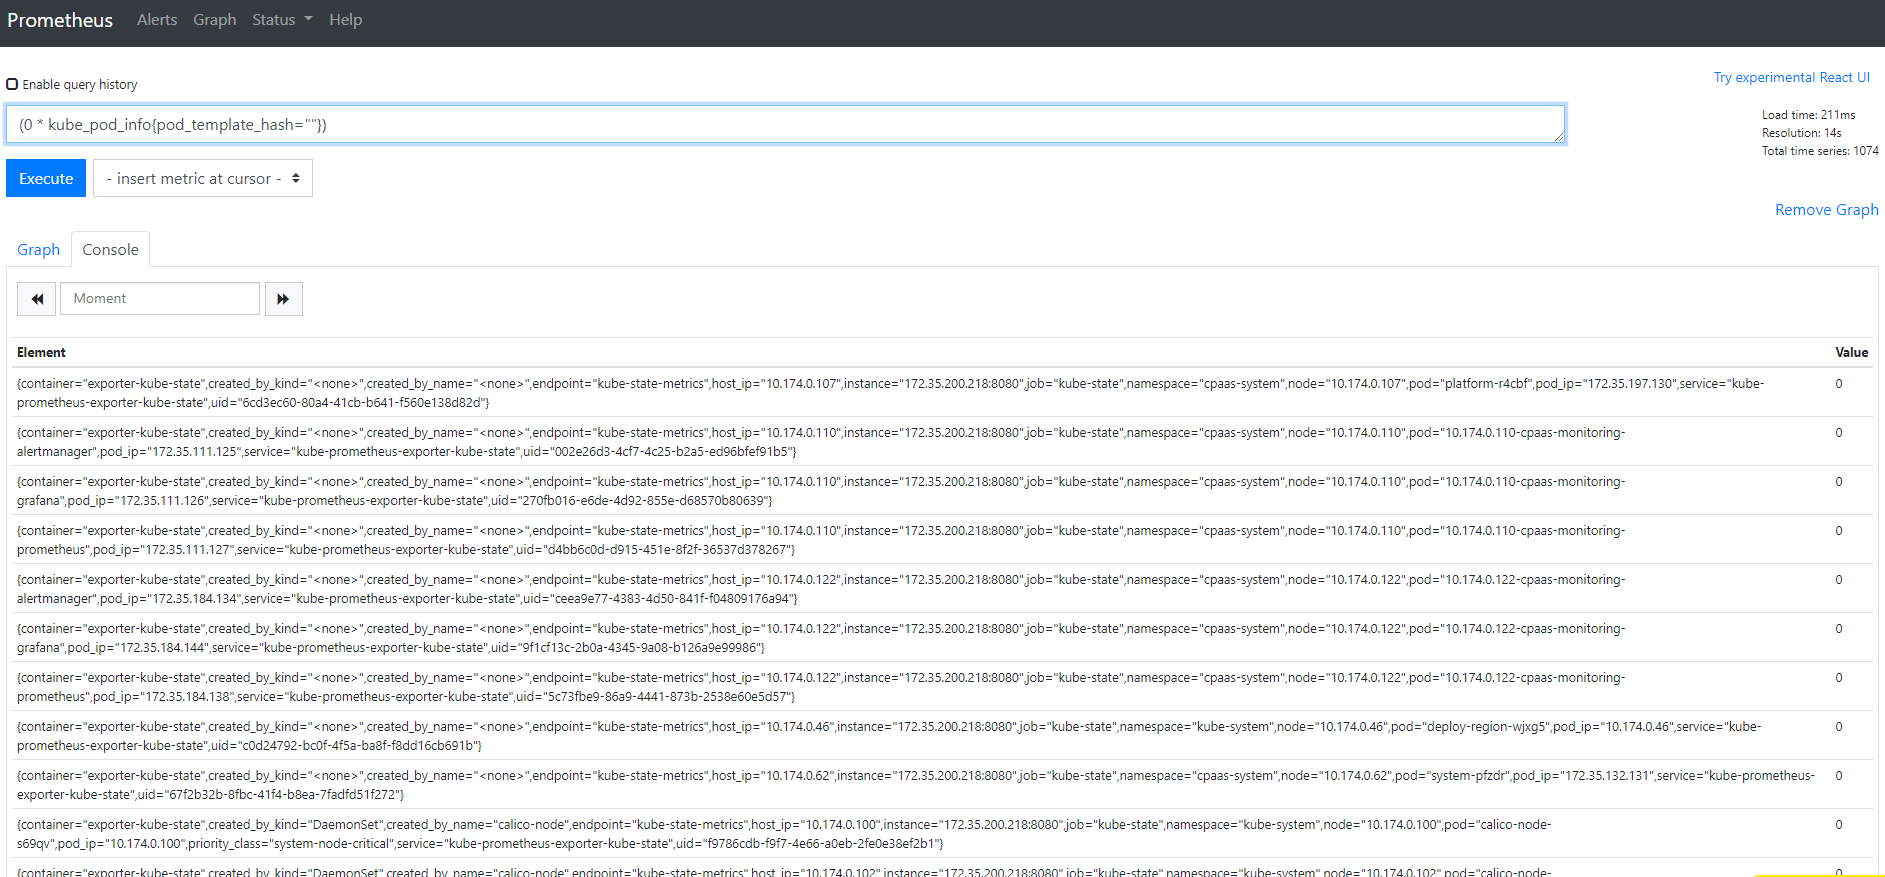 Prometheus Alerts Graph Status Help
Enable query history
Try experimental React UI
(0 * kube_pod_info{pod_template_hash=""})
Load time: 211ms
Resolution: 14s
Total time series: 1074
Execute - insert metric at cursor -
Remove Graph
Graph Console
Moment
Element Value
{container="exporter-kube-state",created_by_kind="<none>",created_by_name="<none>",endpoint="kube-state-metrics",host_ip="10.174.0.107",instance="172.35.200.218:8080",job="kube-state",namespace="cpaas-system",node="10.174.0.107",pod="platform-r4cbf",pod_ip="172.35.197.130",service="kube- 0
prometheus-exporter-kube-state",uid="6cd3ec60-80a4-41cb-b641-f560e138d82d"}
{container="exporter-kube-state",created_by_kind="<none>",created_by_name="<none>",endpoint="kube-state-metrics",host_ip="10.174.0.110",instance="172.35.200.218:8080",job="kube-state",namespace="cpaas-system",node="10.174.0.110",pod="10.174.0.110-cpaas-monitoring- 0
alertmanager",pod_ip="172.35.111.125",service="kube-prometheus-exporter-kube-state",uid="002e26d3-4cf7-4c25-b2a5-ed96bfef91b5"}
{container="exporter-kube-state",created_by_kind="<none>",created_by_name="<none>",endpoint="kube-state-metrics",host_ip="10.174.0.110",instance="172.35.200.218:8080",job="kube-state",namespace="cpaas-system",node="10.174.0.110",pod="10.174.0.110-cpaas-monitoring- 0
grafana",pod_ip="172.35.111.126",service="kube-prometheus-exporter-kube-state",uid="270fb016-e6de-4d92-855e-d68570b80639"}
{container="exporter-kube-state",created_by_kind="<none>",created_by_name="<none>",endpoint="kube-state-metrics",host_ip="10.174.0.110",instance="172.35.200.218:8080",job="kube-state",namespace="cpaas-system",node="10.174.0.110",pod="10.174.0.110-cpaas-monitoring- 0
prometheus",pod_ip="172.35.111.127",service="kube-prometheus-exporter-kube-state",uid="d4bb6c0d-d915-451e-8f2f-36537d378267"}
{container="exporter-kube-state",created_by_kind="<none>",created_by_name="<none>",endpoint="kube-state-metrics",host_ip="10.174.0.122",instance="172.35.200.218:8080",job="kube-state",namespace="cpaas-system",node="10.174.0.122",pod="10.174.0.122-cpaas-monitoring- 0
alertmanager",pod_ip="172.35.184.134",service="kube-prometheus-exporter-kube-state",uid="ceea9e77-4383-4d50-841f-f04809176a94"}
{container="exporter-kube-state",created_by_kind="<none>",created_by_name="<none>",endpoint="kube-state-metrics",host_ip="10.174.0.122",instance="172.35.200.218:8080",job="kube-state",namespace="cpaas-system",node="10.174.0.122",pod="10.174.0.122-cpaas-monitoring- 0
grafana",pod_ip="172.35.184.144",service="kube-prometheus-exporter-kube-state",uid="9f1cf13c-2b0a-4345-9a08-b126a9e99986"}
{container="exporter-kube-state",created_by_kind="<none>",created_by_name="<none>",endpoint="kube-state-metrics",host_ip="10.174.0.122",instance="172.35.200.218:8080",job="kube-state",namespace="cpaas-system",node="10.174.0.122",pod="10.174.0.122-cpaas-monitoring- 0
prometheus",pod_ip="172.35.184.138",service="kube-prometheus-exporter-kube-state",uid="5c73fbe9-86a9-4441-873b-2538e60e5d57"}
{container="exporter-kube-state",created_by_kind="<none>",created_by_name="<none>",endpoint="kube-state-metrics",host_ip="10.174.0.46",instance="172.35.200.218:8080",job="kube-state",namespace="kube-system",node="10.174.0.46",pod="deploy-region-wjxg5",pod_ip="10.174.0.46",service="kube- 0
prometheus-exporter-kube-state",uid="c0d24792-bc0f-4f5a-ba8f-f8dd16cb691b"}
{container="exporter-kube-state",created_by_kind="<none>",created_by_name="<none>",endpoint="kube-state-metrics",host_ip="10.174.0.62",instance="172.35.200.218:8080",job="kube-state",namespace="cpaas-system",node="10.174.0.62",pod="system-pfzdr",pod_ip="172.35.132.131",service="kube-prometheus- 0
exporter-kube-state",uid="67f2b32b-8fbc-41f4-b8ea-7fadfd51f272"}
{container="exporter-kube-state",created_by_kind="DaemonSet",created_by_name="calico-node",endpoint="kube-state-metrics",host_ip="10.174.0.100",instance="172.35.200.218:8080",job="kube-state",namespace="kube-system",node="10.174.0.100",pod="calico-node- 0
s69qv",pod_ip="10.174.0.100",priority_class="system-node-critical",service="kube-prometheus-exporter-kube-state",uid="f9786cdb-f9f7-4e66-a0eb-2fe0e38ef2b1"}
{container="exporter-kube-state",created_by_kind="DaemonSet",created_by_name="calico-node",endpoint="kube-state-metrics",host_ip="10.174.0.102",instance="172.35.200.218:8080",job="kube-state",namespace="kube-system",node="10.174.0.102",pod="calico-node- 0